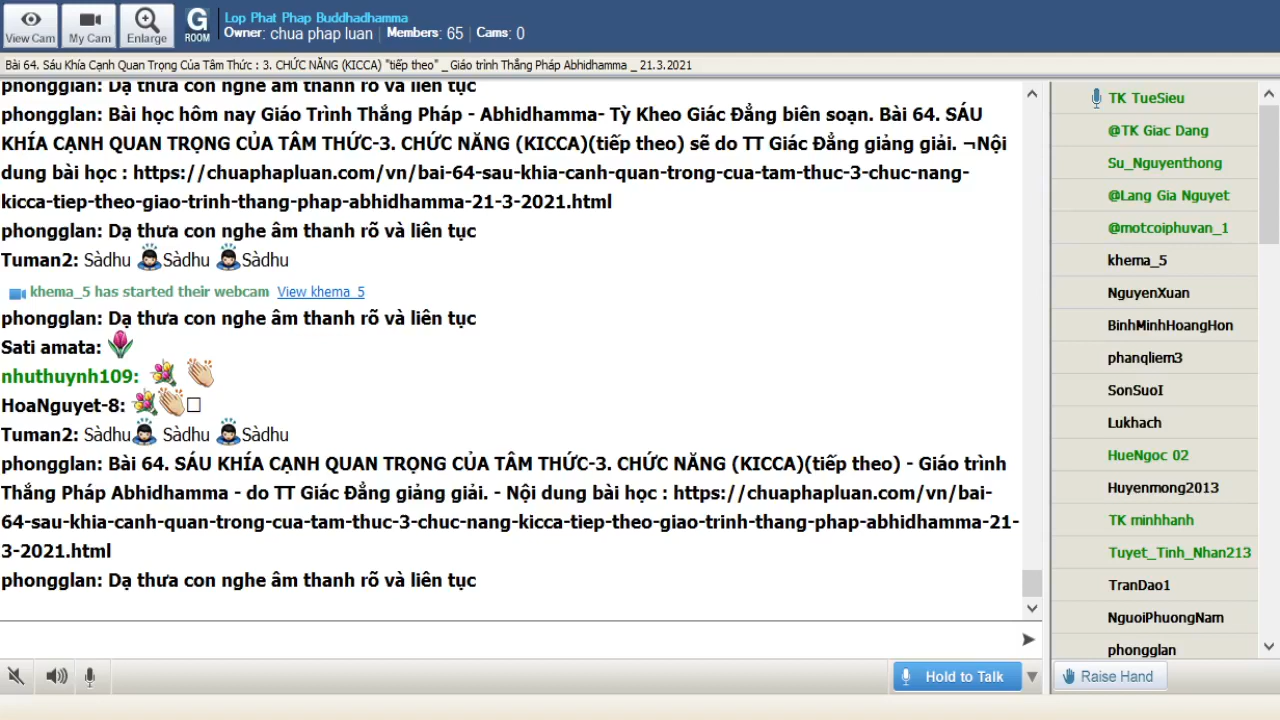 View Cam
My Cam
Enlarge
G
ROOM
Lop Phat Phap Buddhadhamma
Owner: chua phap luan | Members: 65 | Cams: 0
Bài 64. Sáu Khía Cạnh Quan Trọng Của Tâm Thức : 3. CHỨC NĂNG (KICCA) "tiếp theo" _ Giáo trình Thắng Pháp Abhidhamma _ 21.3.2021
phongglan: Dạ thưa con nghe âm thanh rõ và liên tục
phongglan: Bài học hôm nay Giáo Trình Thắng Pháp - Abhidhamma- Tỳ Kheo Giác Đẳng biên soạn. Bài 64. SÁU
KHÍA CẠNH QUAN TRỌNG CỦA TÂM THỨC-3. CHỨC NĂNG (KICCA)(tiếp theo) sẽ do TT Giác Đẳng giảng giải. ¬Nội
dung bài học : https://chuaphapluan.com/vn/bai-64-sau-khia-canh-quan-trong-cua-tam-thuc-3-chuc-nang-
kicca-tiep-theo-giao-trinh-thang-phap-abhidhamma-21-3-2021.html
phongglan: Dạ thưa con nghe âm thanh rõ và liên tục
Tuman2: Sàdhu Sàdhu Sàdhu
khema_5 has started their webcam View khema_5
phongglan: Dạ thưa con nghe âm thanh rõ và liên tục
Sati amata:
nhuthuynh109:
HoaNguyet-8:
Tuman2: Sàdhu Sàdhu Sàdhu
phongglan: Bài 64. SÁU KHÍA CẠNH QUAN TRỌNG CỦA TÂM THỨC-3. CHỨC NĂNG (KICCA)(tiếp theo) - Giáo trình
Thắng Pháp Abhidhamma - do TT Giác Đẳng giảng giải. - Nội dung bài học : https://chuaphapluan.com/vn/bai-
64-sau-khia-canh-quan-trong-cua-tam-thuc-3-chuc-nang-kicca-tiep-theo-giao-trinh-thang-phap-abhidhamma-21-
3-2021.html
phongglan: Dạ thưa con nghe âm thanh rõ và liên tục
TK TueSieu
@TK Giac Dang
Su_Nguyenthong
@Lang Gia Nguyet
@motcoiphuvan_1
khema_5
NguyenXuan
BinhMinhHoangHon
phanqliem3
SonSuoI
Lukhach
HueNgoc 02
Huyenmong2013
TK minhhanh
Tuyet_Tinh_Nhan213
TranDao1
NguoiPhuongNam
phongglan
Hold to Talk
Raise Hand